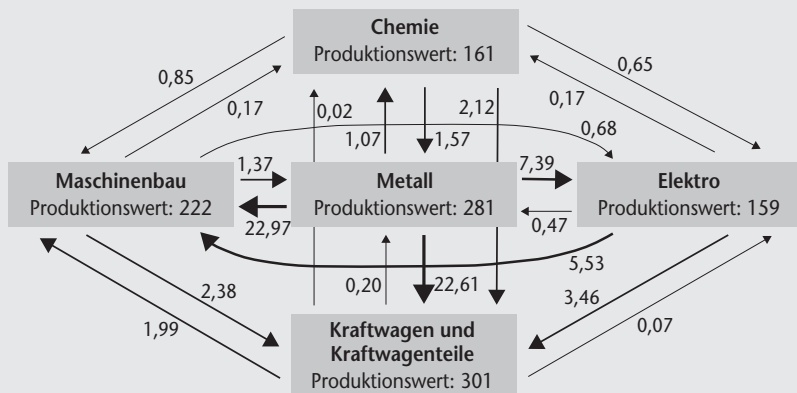 Chemie
Produktionswert: 161
0,85
0,65
0,17
0,02
2,12
0,17
1,07
1,57
0,68
Maschinenbau
Produktionswert: 222
1,37
Metall
Produktionswert: 281
7,39
Elektro
Produktionswert: 159
22,97
0,47
5,53
2,38
0,20
22,61
3,46
1,99
0,07
Kraftwagen und
Kraftwagenteile
Produktionswert: 301